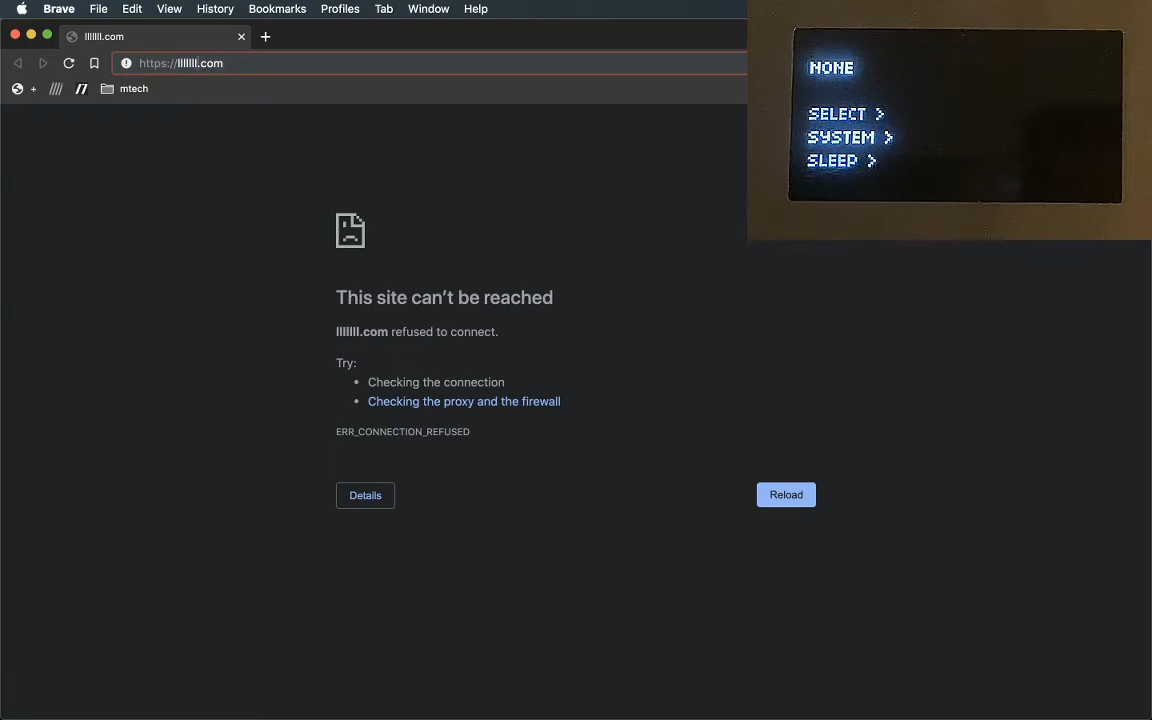 Brave File Edit View History Bookmarks Profiles Tab Window Help
lllllll.com
https://lllllll.com
+ //// mtech
NONE
SELECT >
SYSTEM >
SLEEP >
This site can't be reached
lllllll.com refused to connect.
Try:
• Checking the connection
• Checking the proxy and the firewall
ERR_CONNECTION_REFUSED
Details Reload